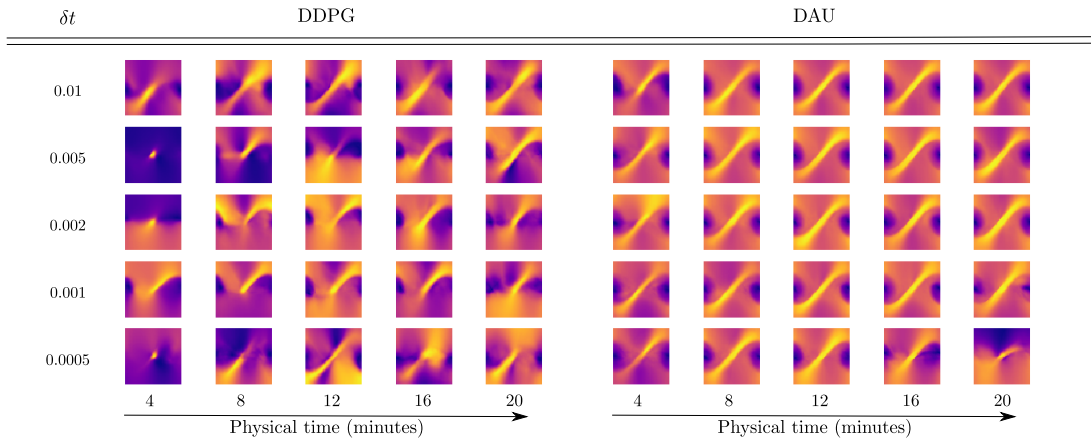 δt DDPG DAU
0.01
0.005
0.002
0.001
0.0005
4 8 12 16 20 4 8 12 16 20
Physical time (minutes) Physical time (minutes)